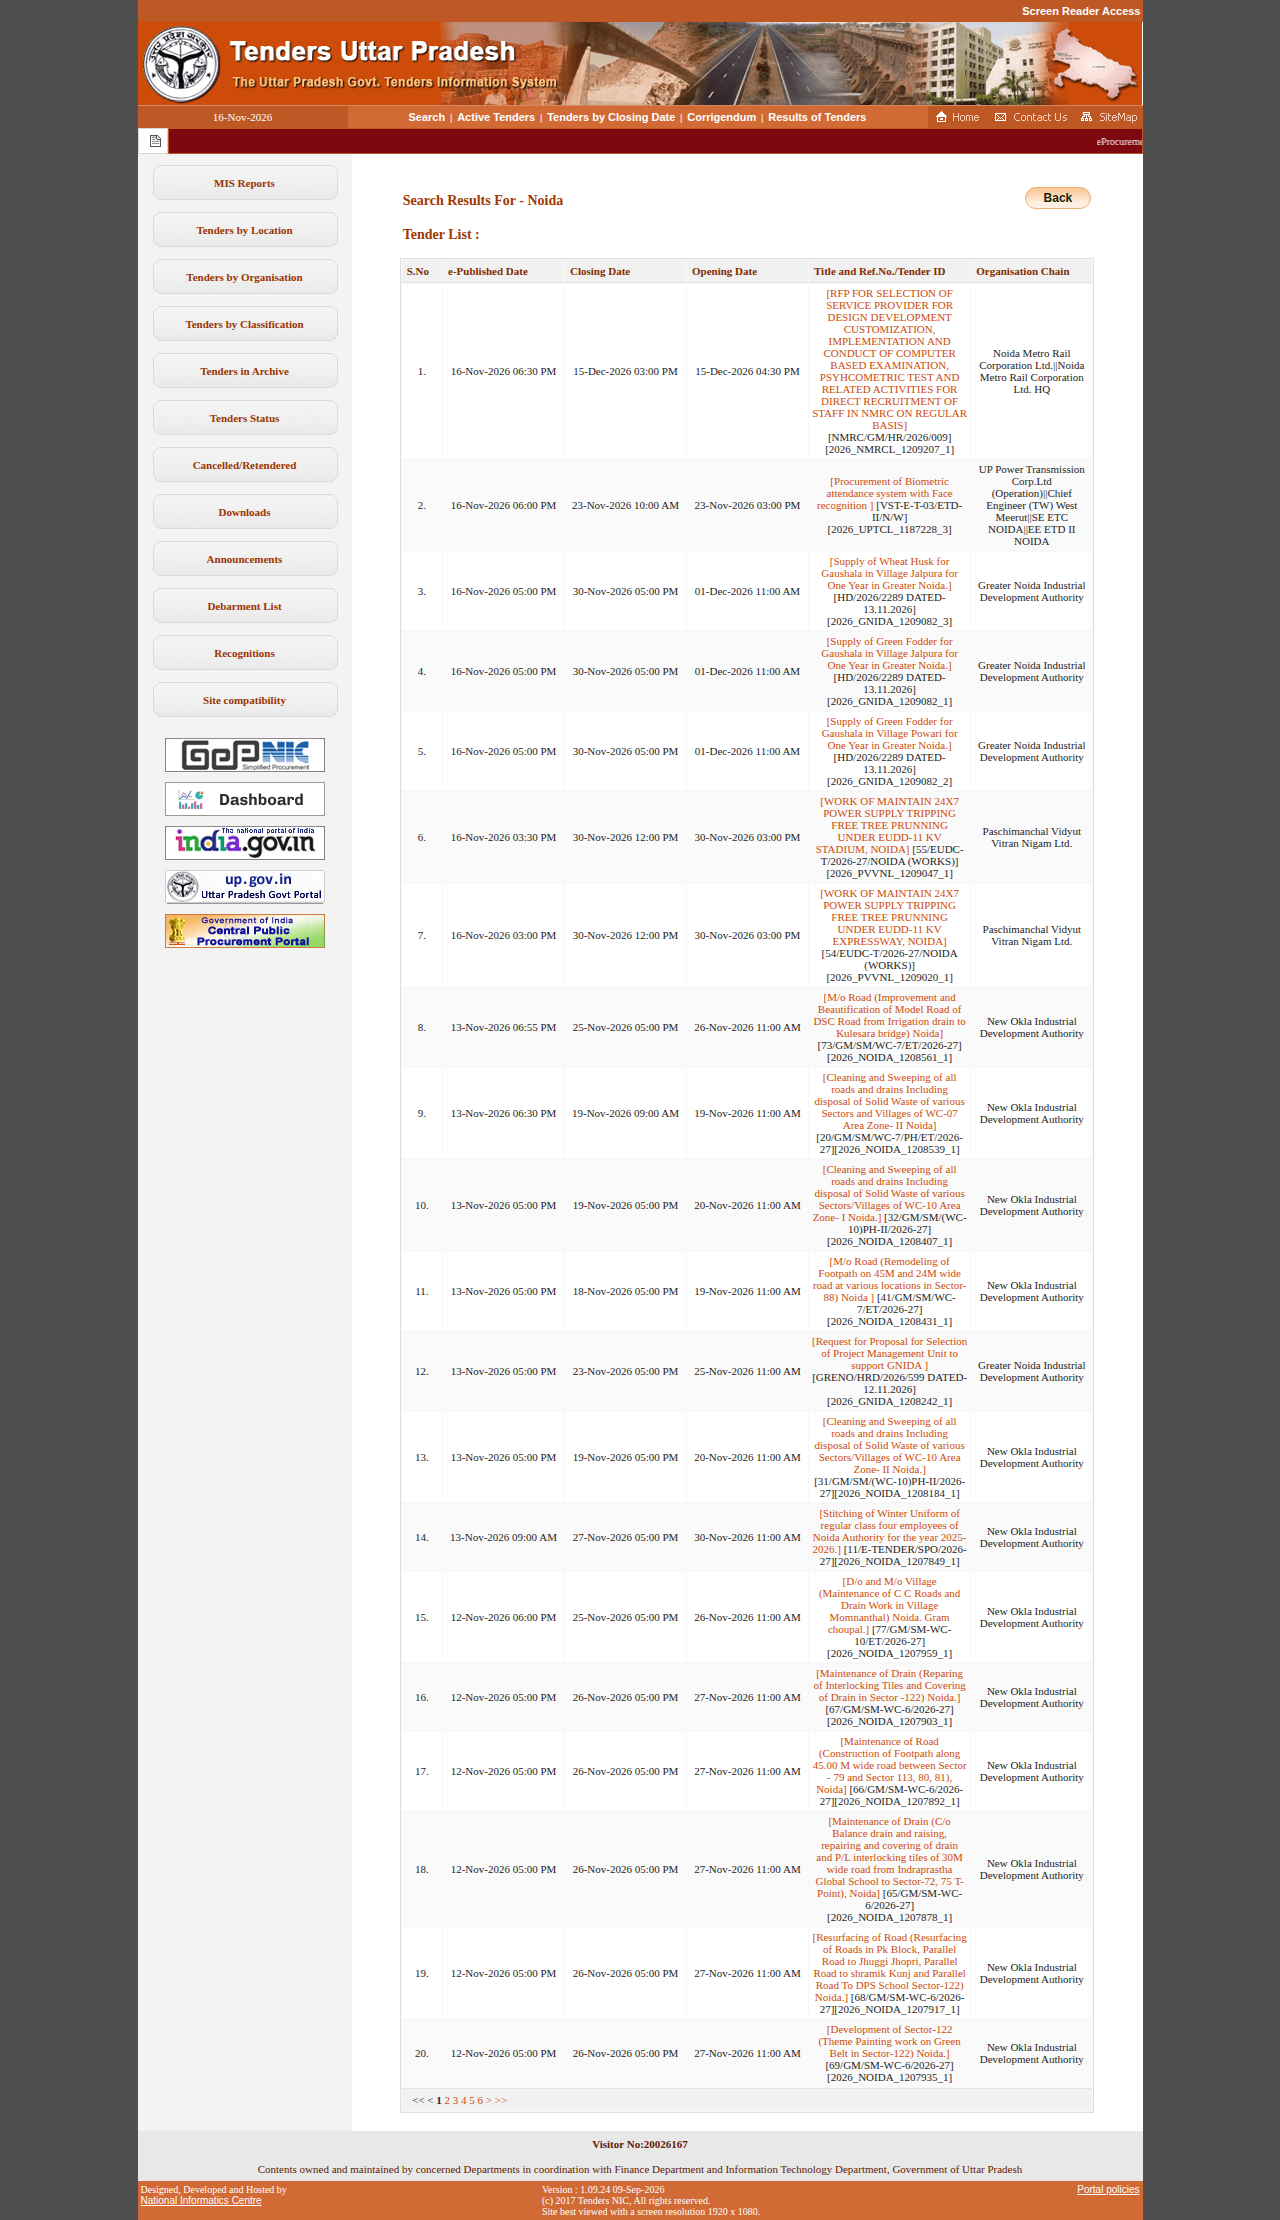 Screen Reader Access
Tenders Uttar Pradesh
The Uttar Pradesh Govt. Tenders Information System
16-Nov-2026
Search | Active Tenders | Tenders by Closing Date | Corrigendum | Results of Tenders
Home
Contact Us
SiteMap
eProcureme
MIS Reports
Tenders by Location
Tenders by Organisation
Tenders by Classification
Tenders in Archive
Tenders Status
Cancelled/Retendered
Downloads
Announcements
Debarment List
Recognitions
Site compatibility
GePNIC
Simplified Procurement
Dashboard
The national portal of India
india.gov.in
up.gov.in
Uttar Pradesh Govt Portal
Government of India
Central Public
Procurement Portal
Search Results For - Noida
Back
Tender List :
S.No e-Published Date Closing Date Opening Date Title and Ref.No./Tender ID Organisation Chain
1. 16-Nov-2026 06:30 PM 15-Dec-2026 03:00 PM 15-Dec-2026 04:30 PM
[RFP FOR SELECTION OF
SERVICE PROVIDER FOR
DESIGN DEVELOPMENT
CUSTOMIZATION,
IMPLEMENTATION AND
CONDUCT OF COMPUTER
BASED EXAMINATION,
PSYHCOMETRIC TEST AND
RELATED ACTIVITIES FOR
DIRECT RECRUITMENT OF
STAFF IN NMRC ON REGULAR
BASIS]
[NMRC/GM/HR/2026/009]
[2026_NMRCL_1209207_1]
Noida Metro Rail
Corporation Ltd.||Noida
Metro Rail Corporation
Ltd. HQ
2. 16-Nov-2026 06:00 PM 23-Nov-2026 10:00 AM 23-Nov-2026 03:00 PM
[Procurement of Biometric
attendance system with Face
recognition ] [VST-E-T-03/ETD-
II/N/W]
[2026_UPTCL_1187228_3]
UP Power Transmission
Corp.Ltd
(Operation)||Chief
Engineer (TW) West
Meerut||SE ETC
NOIDA||EE ETD II
NOIDA
3. 16-Nov-2026 05:00 PM 30-Nov-2026 05:00 PM 01-Dec-2026 11:00 AM
[Supply of Wheat Husk for
Gaushala in Village Jalpura for
One Year in Greater Noida.]
[HD/2026/2289 DATED-
13.11.2026]
[2026_GNIDA_1209082_3]
Greater Noida Industrial
Development Authority
4. 16-Nov-2026 05:00 PM 30-Nov-2026 05:00 PM 01-Dec-2026 11:00 AM
[Supply of Green Fodder for
Gaushala in Village Jalpura for
One Year in Greater Noida.]
[HD/2026/2289 DATED-
13.11.2026]
[2026_GNIDA_1209082_1]
Greater Noida Industrial
Development Authority
5. 16-Nov-2026 05:00 PM 30-Nov-2026 05:00 PM 01-Dec-2026 11:00 AM
[Supply of Green Fodder for
Gaushala in Village Powari for
One Year in Greater Noida.]
[HD/2026/2289 DATED-
13.11.2026]
[2026_GNIDA_1209082_2]
Greater Noida Industrial
Development Authority
6. 16-Nov-2026 03:30 PM 30-Nov-2026 12:00 PM 30-Nov-2026 03:00 PM
[WORK OF MAINTAIN 24X7
POWER SUPPLY TRIPPING
FREE TREE PRUNNING
UNDER EUDD-11 KV
STADIUM, NOIDA] [55/EUDC-
T/2026-27/NOIDA (WORKS)]
[2026_PVVNL_1209047_1]
Paschimanchal Vidyut
Vitran Nigam Ltd.
7. 16-Nov-2026 03:00 PM 30-Nov-2026 12:00 PM 30-Nov-2026 03:00 PM
[WORK OF MAINTAIN 24X7
POWER SUPPLY TRIPPING
FREE TREE PRUNNING
UNDER EUDD-11 KV
EXPRESSWAY, NOIDA]
[54/EUDC-T/2026-27/NOIDA
(WORKS)]
[2026_PVVNL_1209020_1]
Paschimanchal Vidyut
Vitran Nigam Ltd.
8. 13-Nov-2026 06:55 PM 25-Nov-2026 05:00 PM 26-Nov-2026 11:00 AM
[M/o Road (Improvement and
Beautification of Model Road of
DSC Road from Irrigation drain to
Kulesara bridge) Noida]
[73/GM/SM/WC-7/ET/2026-27]
[2026_NOIDA_1208561_1]
New Okla Industrial
Development Authority
9. 13-Nov-2026 06:30 PM 19-Nov-2026 09:00 AM 19-Nov-2026 11:00 AM
[Cleaning and Sweeping of all
roads and drains Including
disposal of Solid Waste of various
Sectors and Villages of WC-07
Area Zone- II Noida]
[20/GM/SM/WC-7/PH/ET/2026-
27][2026_NOIDA_1208539_1]
New Okla Industrial
Development Authority
10. 13-Nov-2026 05:00 PM 19-Nov-2026 05:00 PM 20-Nov-2026 11:00 AM
[Cleaning and Sweeping of all
roads and drains Including
disposal of Solid Waste of various
Sectors/Villages of WC-10 Area
Zone- I Noida.] [32/GM/SM/(WC-
10)PH-II/2026-27]
[2026_NOIDA_1208407_1]
New Okla Industrial
Development Authority
11. 13-Nov-2026 05:00 PM 18-Nov-2026 05:00 PM 19-Nov-2026 11:00 AM
[M/o Road (Remodeling of
Footpath on 45M and 24M wide
road at various locations in Sector-
88) Noida ] [41/GM/SM/WC-
7/ET/2026-27]
[2026_NOIDA_1208431_1]
New Okla Industrial
Development Authority
12. 13-Nov-2026 05:00 PM 23-Nov-2026 05:00 PM 25-Nov-2026 11:00 AM
[Request for Proposal for Selection
of Project Management Unit to
support GNIDA ]
[GRENO/HRD/2026/599 DATED-
12.11.2026]
[2026_GNIDA_1208242_1]
Greater Noida Industrial
Development Authority
13. 13-Nov-2026 05:00 PM 19-Nov-2026 05:00 PM 20-Nov-2026 11:00 AM
[Cleaning and Sweeping of all
roads and drains Including
disposal of Solid Waste of various
Sectors/Villages of WC-10 Area
Zone- II Noida.]
[31/GM/SM/(WC-10)PH-II/2026-
27][2026_NOIDA_1208184_1]
New Okla Industrial
Development Authority
14. 13-Nov-2026 09:00 AM 27-Nov-2026 05:00 PM 30-Nov-2026 11:00 AM
[Stitching of Winter Uniform of
regular class four employees of
Noida Authority for the year 2025-
2026.] [11/E-TENDER/SPO/2026-
27][2026_NOIDA_1207849_1]
New Okla Industrial
Development Authority
15. 12-Nov-2026 06:00 PM 25-Nov-2026 05:00 PM 26-Nov-2026 11:00 AM
[D/o and M/o Village
(Maintenance of C C Roads and
Drain Work in Village
Momnanthal) Noida. Gram
choupal.] [77/GM/SM-WC-
10/ET/2026-27]
[2026_NOIDA_1207959_1]
New Okla Industrial
Development Authority
16. 12-Nov-2026 05:00 PM 26-Nov-2026 05:00 PM 27-Nov-2026 11:00 AM
[Maintenance of Drain (Reparing
of Interlocking Tiles and Covering
of Drain in Sector -122) Noida.]
[67/GM/SM-WC-6/2026-27]
[2026_NOIDA_1207903_1]
New Okla Industrial
Development Authority
17. 12-Nov-2026 05:00 PM 26-Nov-2026 05:00 PM 27-Nov-2026 11:00 AM
[Maintenance of Road
(Construction of Footpath along
45.00 M wide road between Sector
- 79 and Sector 113, 80, 81),
Noida] [66/GM/SM-WC-6/2026-
27][2026_NOIDA_1207892_1]
New Okla Industrial
Development Authority
18. 12-Nov-2026 05:00 PM 26-Nov-2026 05:00 PM 27-Nov-2026 11:00 AM
[Maintenance of Drain (C/o
Balance drain and raising,
repairing and covering of drain
and P/L interlocking tiles of 30M
wide road from Indraprastha
Global School to Sector-72, 75 T-
Point), Noida] [65/GM/SM-WC-
6/2026-27]
[2026_NOIDA_1207878_1]
New Okla Industrial
Development Authority
19. 12-Nov-2026 05:00 PM 26-Nov-2026 05:00 PM 27-Nov-2026 11:00 AM
[Resurfacing of Road (Resurfacing
of Roads in Pk Block, Parallel
Road to Jhuggi Jhopri, Parallel
Road to shramik Kunj and Parallel
Road To DPS School Sector-122)
Noida.] [68/GM/SM-WC-6/2026-
27][2026_NOIDA_1207917_1]
New Okla Industrial
Development Authority
20. 12-Nov-2026 05:00 PM 26-Nov-2026 05:00 PM 27-Nov-2026 11:00 AM
[Development of Sector-122
(Theme Painting work on Green
Belt in Sector-122) Noida.]
[69/GM/SM-WC-6/2026-27]
[2026_NOIDA_1207935_1]
New Okla Industrial
Development Authority
<< < 1 2 3 4 5 6 > >>
Visitor No:20026167
Contents owned and maintained by concerned Departments in coordination with Finance Department and Information Technology Department, Government of Uttar Pradesh
Designed, Developed and Hosted by
National Informatics Centre
Version : 1.09.24 09-Sep-2026
(c) 2017 Tenders NIC, All rights reserved.
Site best viewed with a screen resolution 1920 x 1080.
Portal policies